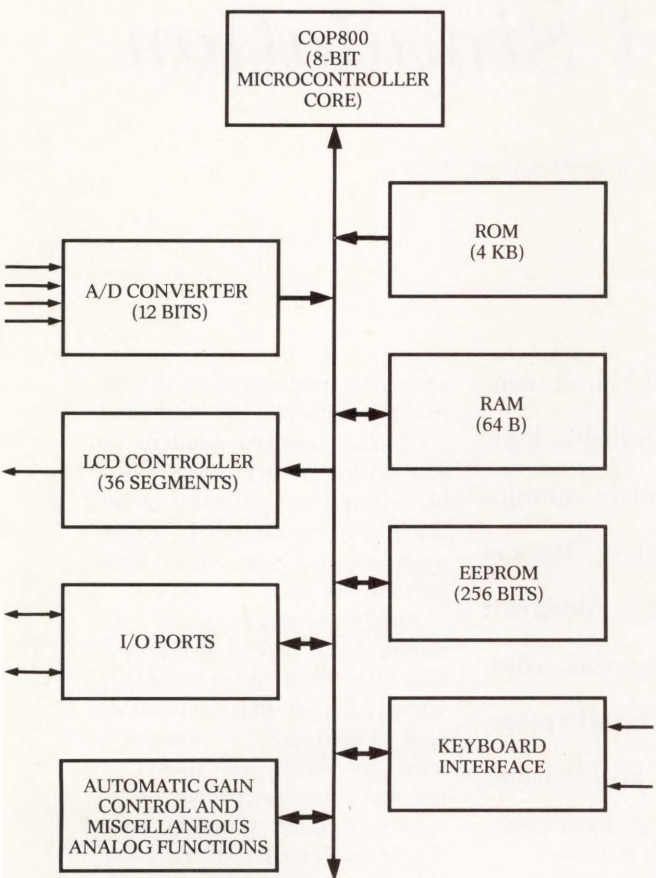 COP800
(8-BIT
MICROCONTROLLER
CORE)
ROM
(4 KB)
A/D CONVERTER
(12 BITS)
RAM
(64 B)
LCD CONTROLLER
(36 SEGMENTS)
EEPROM
(256 BITS)
I/O PORTS
KEYBOARD
INTERFACE
AUTOMATIC GAIN
CONTROL AND
MISCELLANEOUS
ANALOG FUNCTIONS